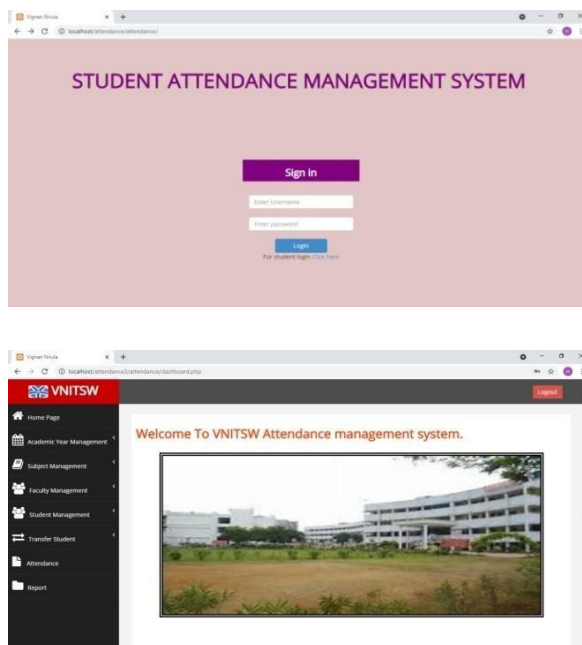 Vignan Nirula
localhost/attendance/attendance/
STUDENT ATTENDANCE MANAGEMENT SYSTEM
Sign in
Enter Username
Enter password
Login
For student login Click here
Vignan Nirula
localhost/attendance3/attendance/dashboard.php
VNITSW
Logout
Home Page
Welcome To VNITSW Attendance management system.
Academic Year Management
Subject Management
Faculty Management
Student Management
Transfer Student
Attendance
Report